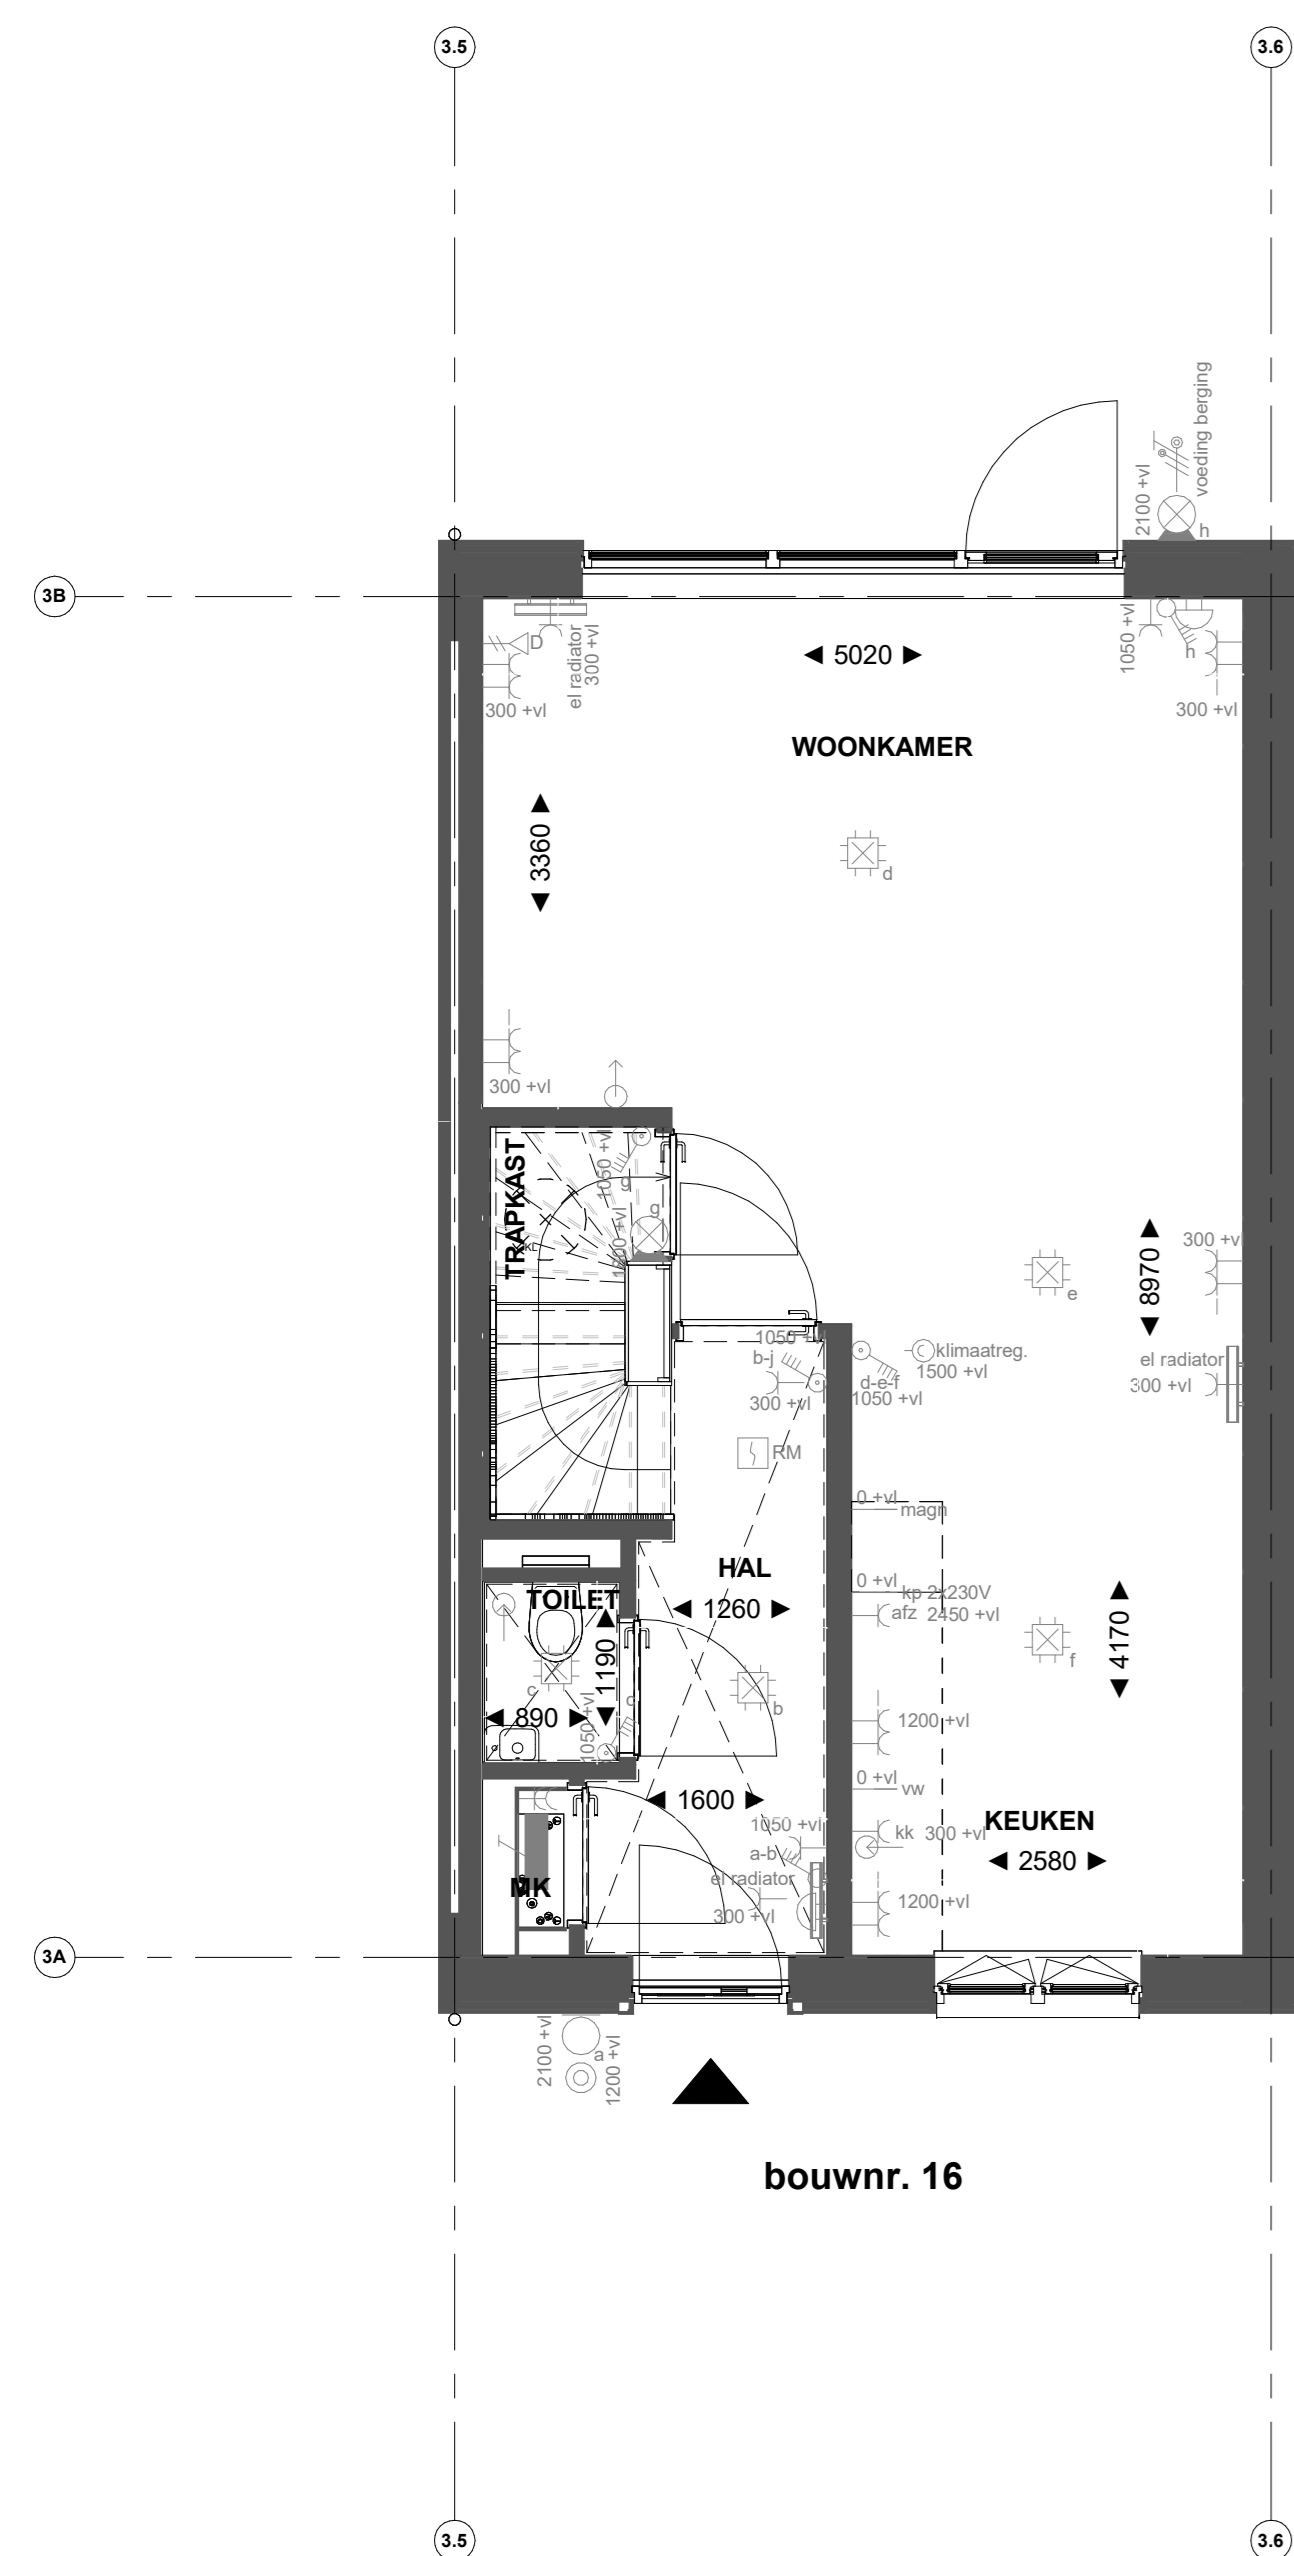 3.5
3.6
voeding berging
2100 +vl
h
3B
D
300 +vl
el radiator
300 +vl
5020
1050 +vl
h
300 +vl
WOONKAMER
3360
d
300 +vl
TRAPKAST
1050 +vl
g
g
300 +vl
8970
e
1050 +vl
b-j
300 +vl
d-e-f
1050 +vl
klimaatreg.
1500 +vl
el radiator
300 +vl
RM
0 +vl
magn
HAL
1260
0 +vl
kp 2x230V
afz 2450 +vl
TOILET
1190
c
c
890
1050 +vl
b
f
4170
1200 +vl
0 +vl
vw
1600
1050 +vl
a-b
el radiator
300 +vl
kk 300 +vl
KEUKEN
2580
1200 +vl
MK
3A
2100 +vl
a
1200 +vl
bouwnr. 16
3.5
3.6